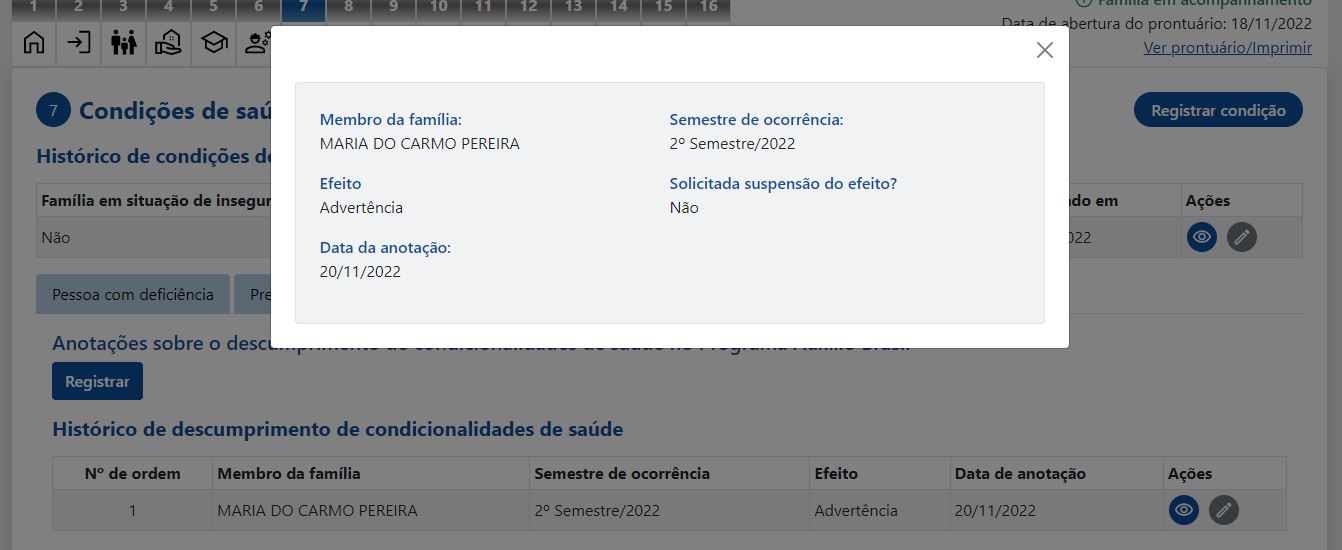 1 2 3 4 5 6 7 8 9 10 11 12 13 14 15 16
Família em acompanhamento
Data de abertura do prontuário: 18/11/2022
Ver prontuário/Imprimir
7 Condições de saú
Registrar condição
Histórico de condições de
Família em situação de insegur
do em
Ações
Não
022
Membro da família:
MARIA DO CARMO PEREIRA
Semestre de ocorrência:
2º Semestre/2022
Efeito
Advertência
Solicitada suspensão do efeito?
Não
Data da anotação:
20/11/2022
Pessoa com deficiência
Pre
Anotações sobre o descumprimento de condicionalidades de saúde no Programa Auxílio Brasil
Registrar
Histórico de descumprimento de condicionalidades de saúde
Nº de ordem Membro da família Semestre de ocorrência Efeito Data de anotação Ações
1 MARIA DO CARMO PEREIRA 2º Semestre/2022 Advertência 20/11/2022